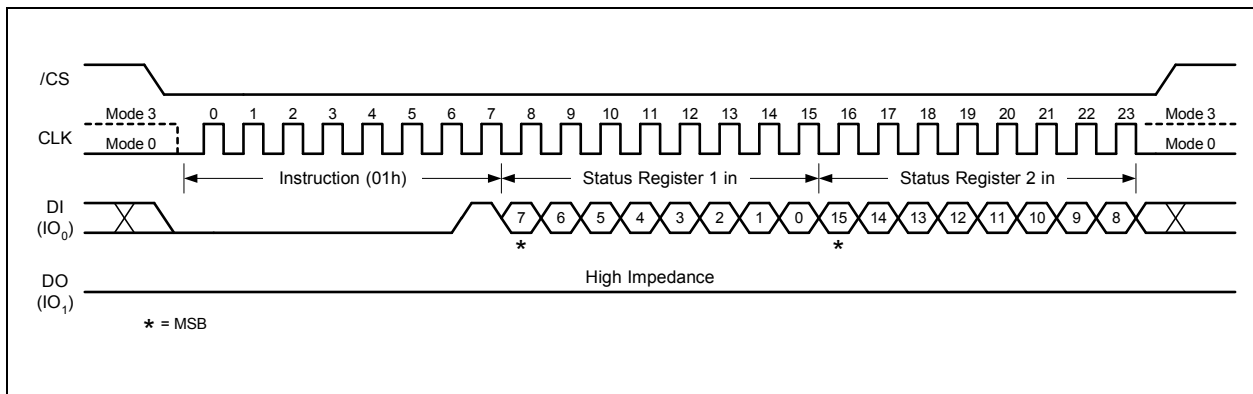 /CS
Mode 3 0 1 2 3 4 5 6 7 8 9 10 11 12 13 14 15 16 17 18 19 20 21 22 23 Mode 3
CLK
Mode 0 Mode 0
Instruction (01h) Status Register 1 in Status Register 2 in
DI
(IO0) 7 6 5 4 3 2 1 0 15 14 13 12 11 10 9 8
* *
High Impedance
DO
(IO1)
* = MSB